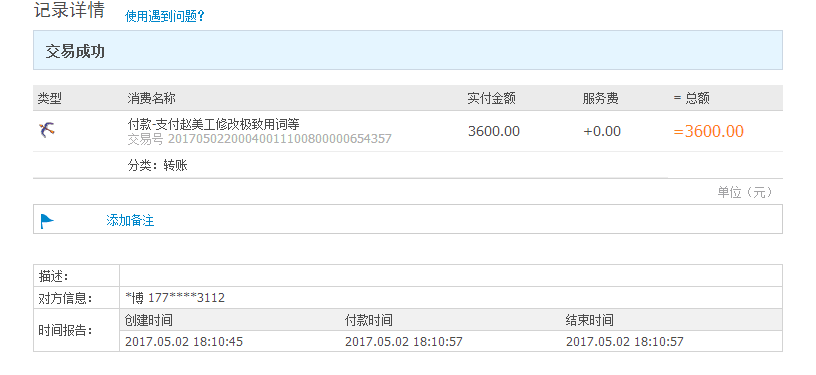 记录详情 使用遇到问题?
交易成功
类型 消费名称 实付金额 服务费 = 总额
付款-支付赵美工修改极致用词等 3600.00 +0.00 =3600.00
交易号 20170502200040011100800000654357
分类：转账
单位（元）
添加备注
描述：
对方信息： *博 177****3112
时间报告： 创建时间 付款时间 结束时间
2017.05.02 18:10:45 2017.05.02 18:10:57 2017.05.02 18:10:57